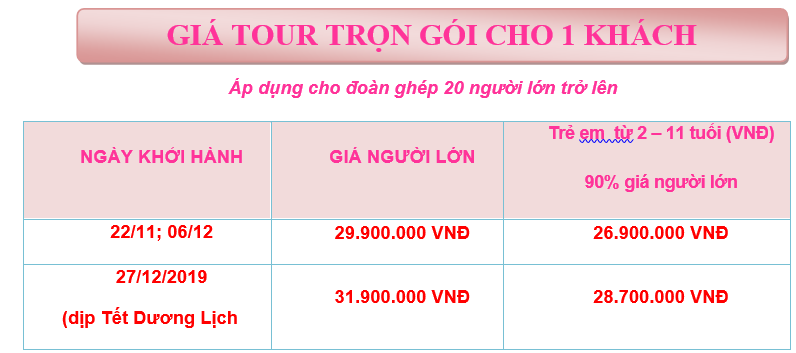 GIÁ TOUR TRỌN GÓI CHO 1 KHÁCH
Áp dụng cho đoàn ghép 20 người lớn trở lên
NGÀY KHỞI HÀNH
GIÁ NGƯỜI LỚN
Trẻ em từ 2 – 11 tuổi (VNĐ)
90% giá người lớn
22/11; 06/12
29.900.000 VNĐ
26.900.000 VNĐ
27/12/2019
(dịp Tết Dương Lịch
31.900.000 VNĐ
28.700.000 VNĐ